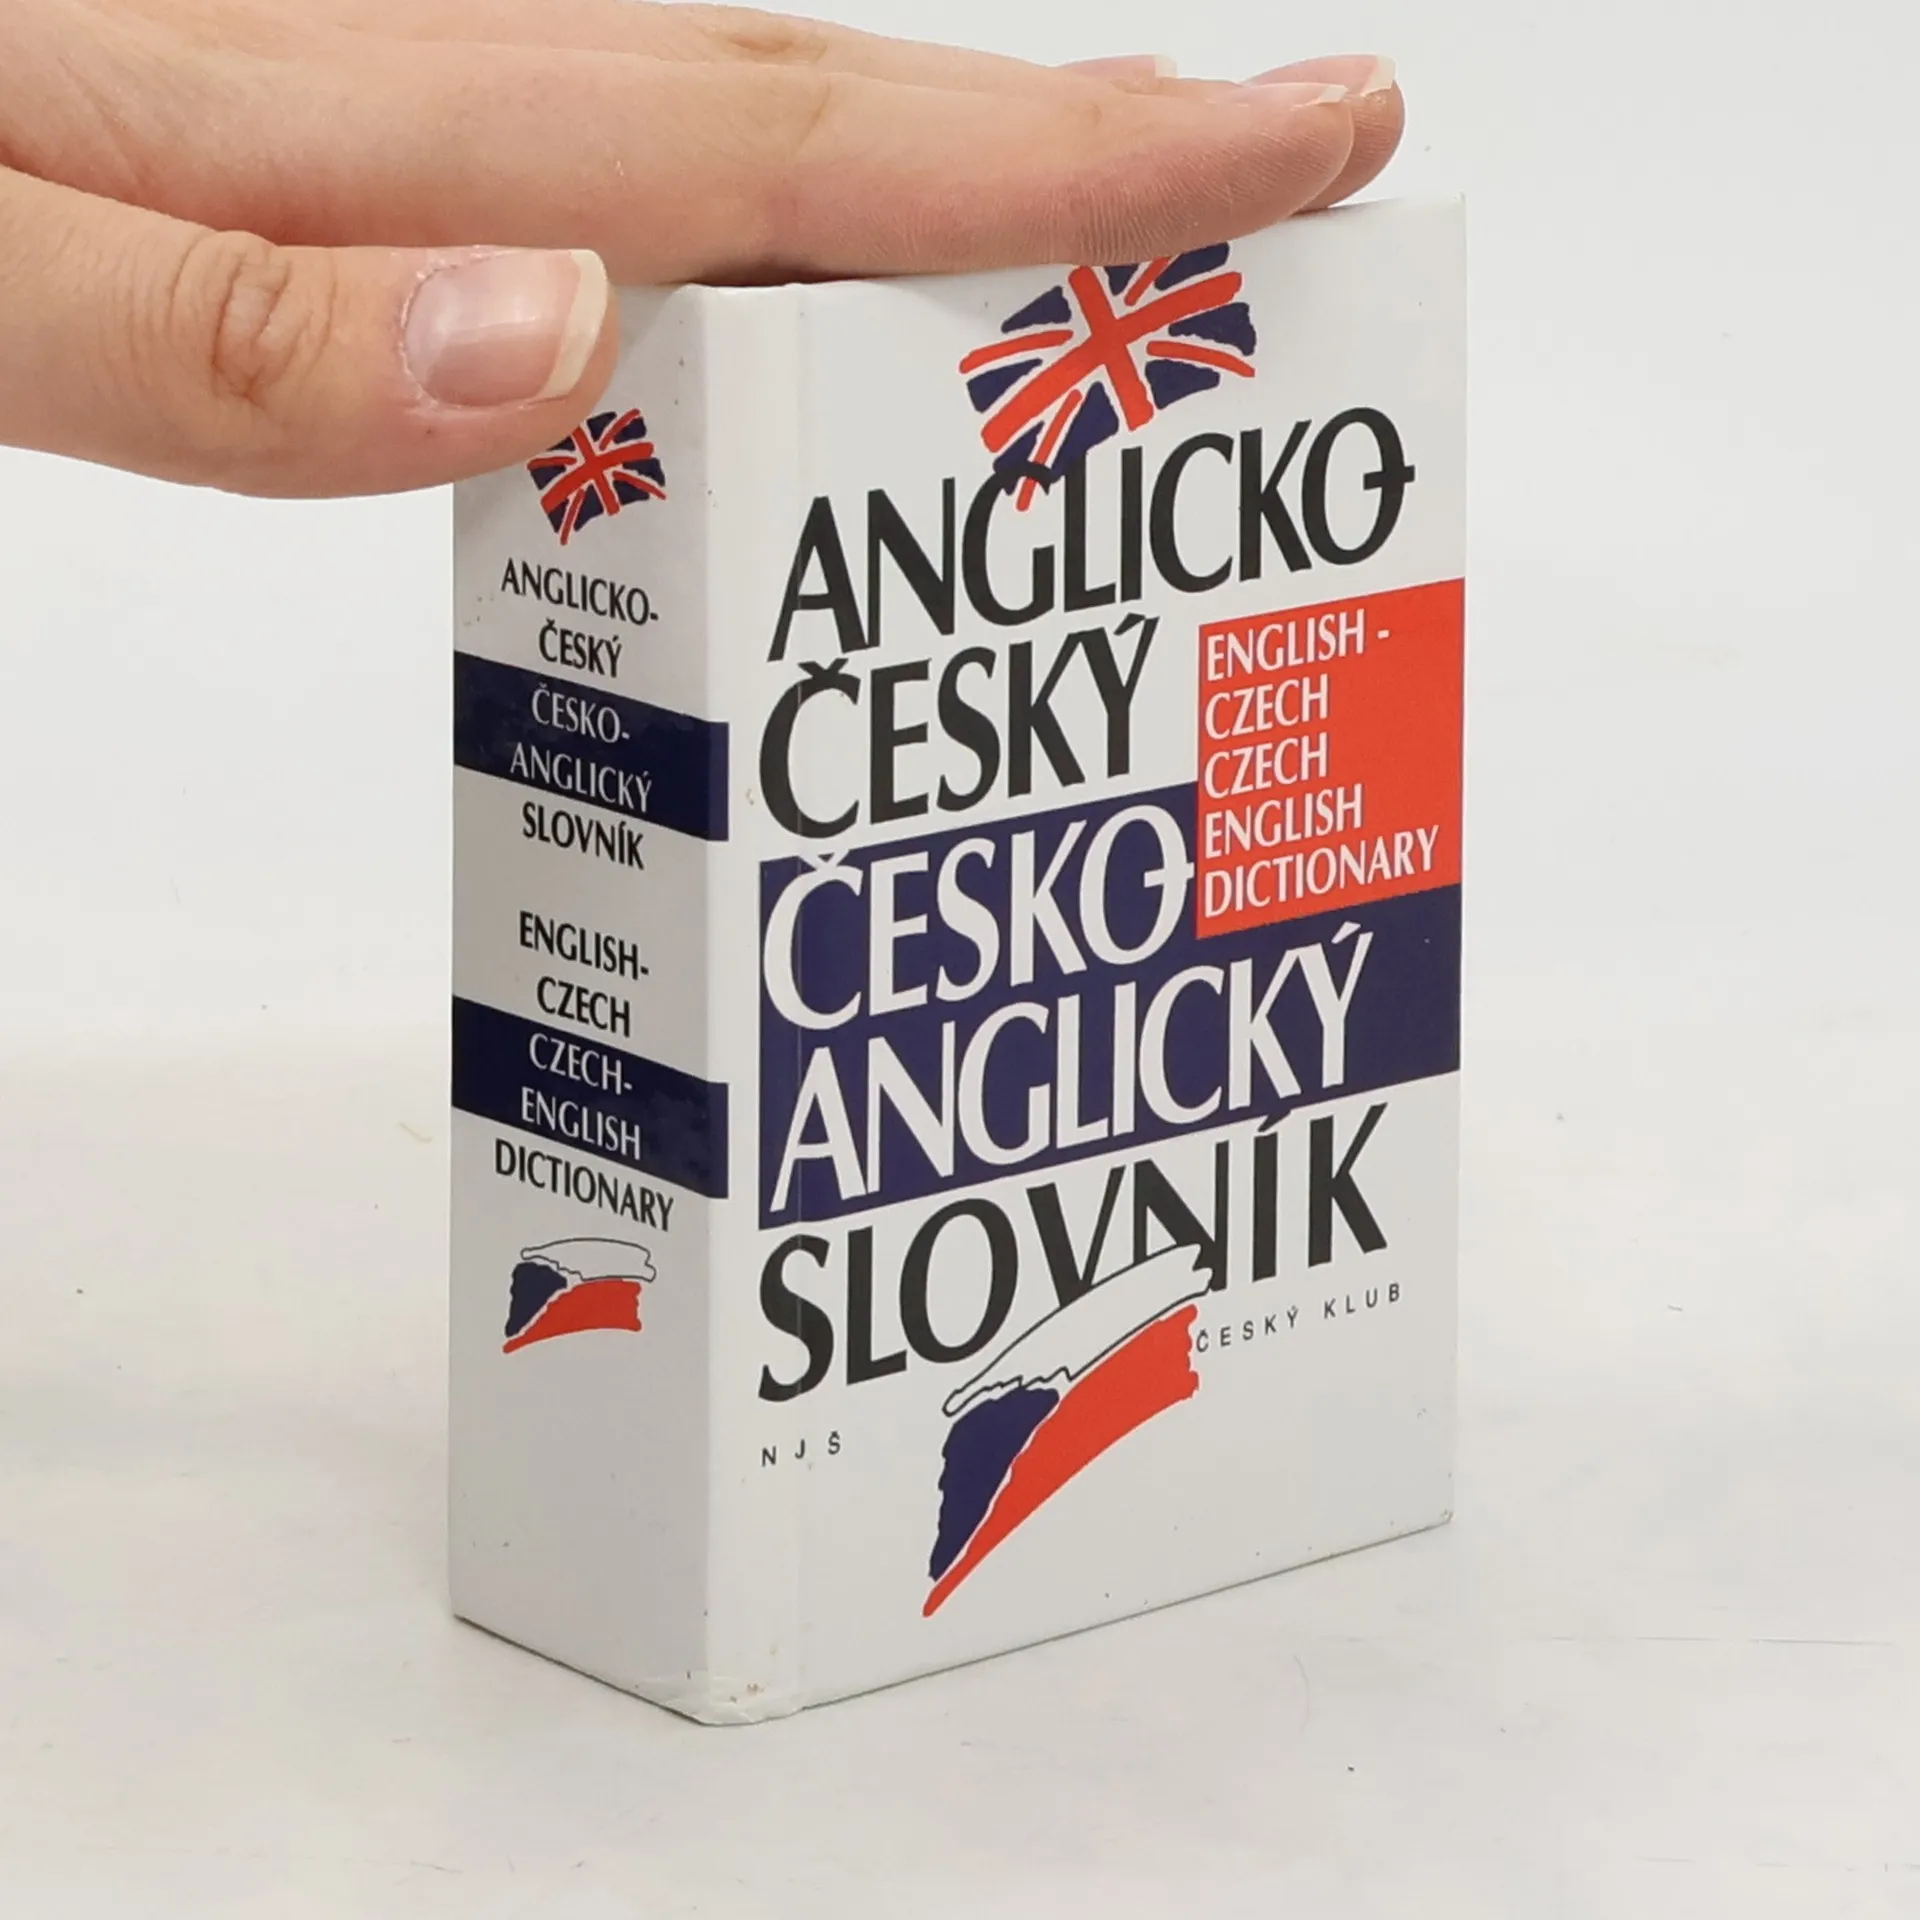 ANGLICKO-
ČESKÝ
ČESKO-
ANGLICKÝ
SLOVNÍK
ENGLISH-
CZECH
CZECH-
ENGLISH
DICTIONARY
ANGLICKO-
ČESKÝ
ČESKO-
ANGLICKÝ
SLOVNÍK
ENGLISH -
CZECH
CZECH
ENGLISH
DICTIONARY
NJŠ
ČESKÝ KLUB